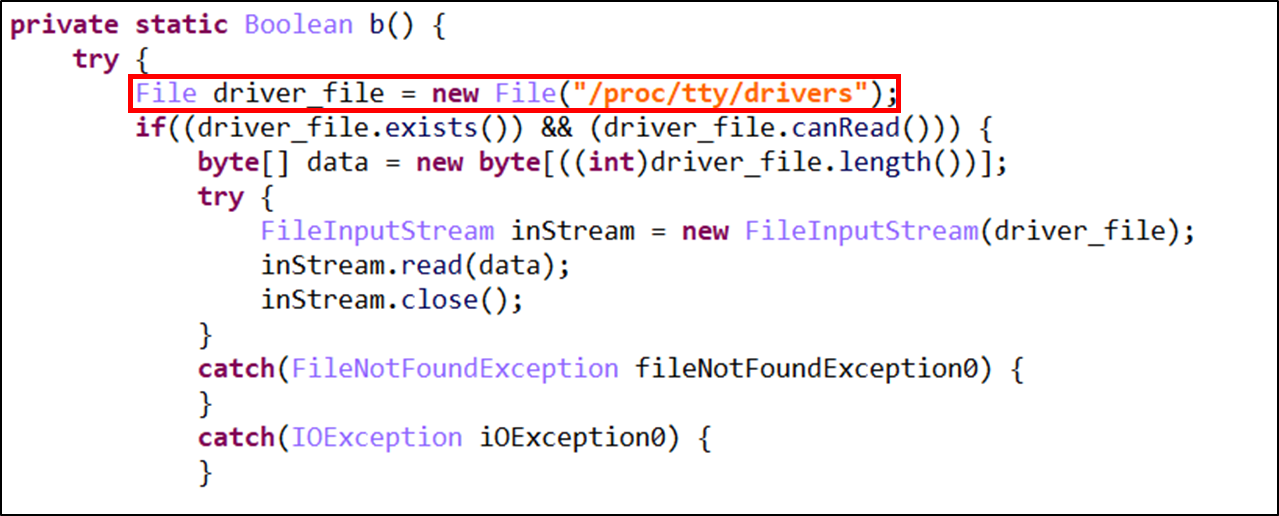 private static Boolean b() {
    try {
        File driver_file = new File("/proc/tty/drivers");
        if((driver_file.exists()) && (driver_file.canRead())) {
            byte[] data = new byte[((int)driver_file.length())];
            try {
                FileInputStream inStream = new FileInputStream(driver_file);
                inStream.read(data);
                inStream.close();
            }
            catch(FileNotFoundException fileNotFoundException0) {
            }
            catch(IOException iOException0) {
            }